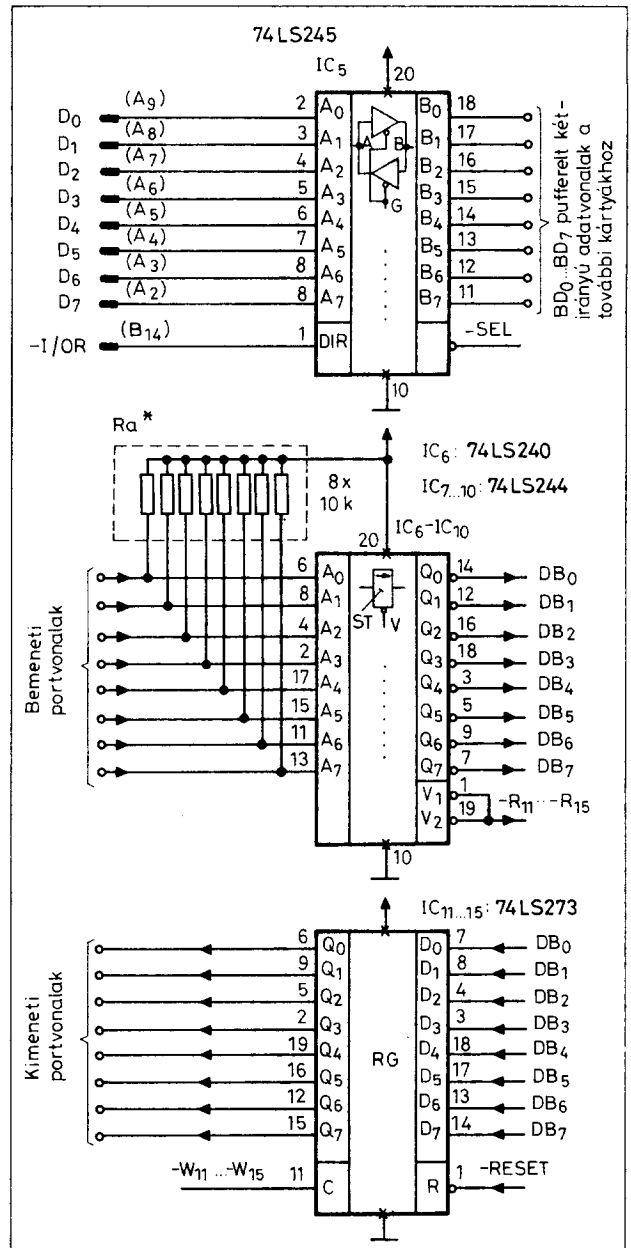 74LS245
IC5
20
D0 (A9) 2 A0 B0 18
D1 (A8) 3 A1 A B B1 17
D2 (A7) 4 A2 B2 16
D3 (A6) 5 A3 G B3 15
D4 (A5) 6 A4 B4 14
D5 (A4) 7 A5 B5 13
D6 (A3) 8 A6 B6 12
D7 (A2) 8 A7 B7 11
BD0...BD7 pufferelt két-
irányú adatvonalak a
további kártyákhoz
-I/OR (B14) 1 DIR -SEL
10
Ra*
8x
10 k
IC6: 74LS240
IC7...10: 74LS244
IC6-IC10
20
Bemeneti
portvonalak
6 A0 Q0 14 DB0
8 A1 Q1 12 DB1
4 A2 ST V Q2 16 DB2
2 A3 Q3 18 DB3
17 A4 Q4 3 DB4
15 A5 Q5 5 DB5
11 A6 Q6 9 DB6
13 A7 Q7 7 DB7
V1 1
V2 19 -R11...-R15
10
IC11...15: 74LS273
Kimeneti
portvonalak
6 Q0 D0 7 DB0
9 Q1 D1 8 DB1
5 Q2 D2 4 DB2
2 Q3 D3 3 DB3
19 Q4 RG D4 18 DB4
16 Q5 D5 17 DB5
12 Q6 D6 13 DB6
15 Q7 D7 14 DB7
-W11...-W15 11 C R 1 -RESET